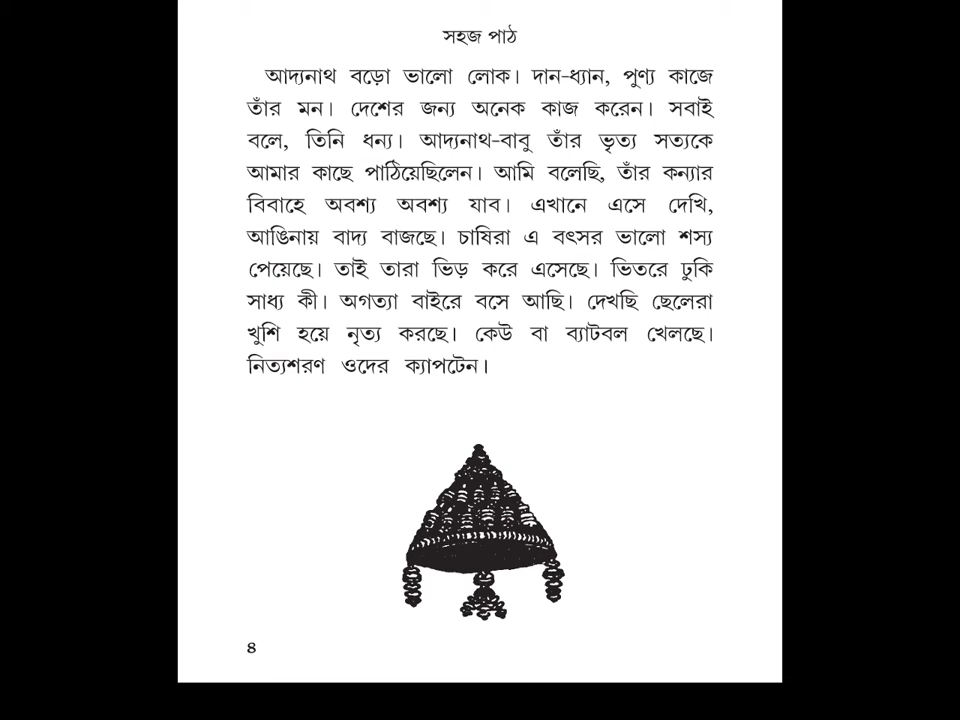 সহজ পাঠ
আদ্যনাথ বড়ো ভালো লোক। দান-ধ্যান, পুণ্য কাজে
তাঁর মন। দেশের জন্য অনেক কাজ করেন। সবাই
বলে, তিনি ধন্য। আদ্যনাথ-বাবু তাঁর ভৃত্য সত্যকে
আমার কাছে পাঠিয়েছিলেন। আমি বলেছি, তাঁর কন্যার
বিবাহে অবশ্য অবশ্য যাব। এখানে এসে দেখি,
আঙিনায় বাদ্য বাজছে। চাষিরা এ বৎসর ভালো শস্য
পেয়েছে। তাই তারা ভিড় করে এসেছে। ভিতরে ঢুকি
সাধ্য কী। অগত্যা বাইরে বসে আছি। দেখছি ছেলেরা
খুশি হয়ে নৃত্য করছে। কেউ বা ব্যাটবল খেলছে।
নিত্যশরণ ওদের ক্যাপটেন।
৪